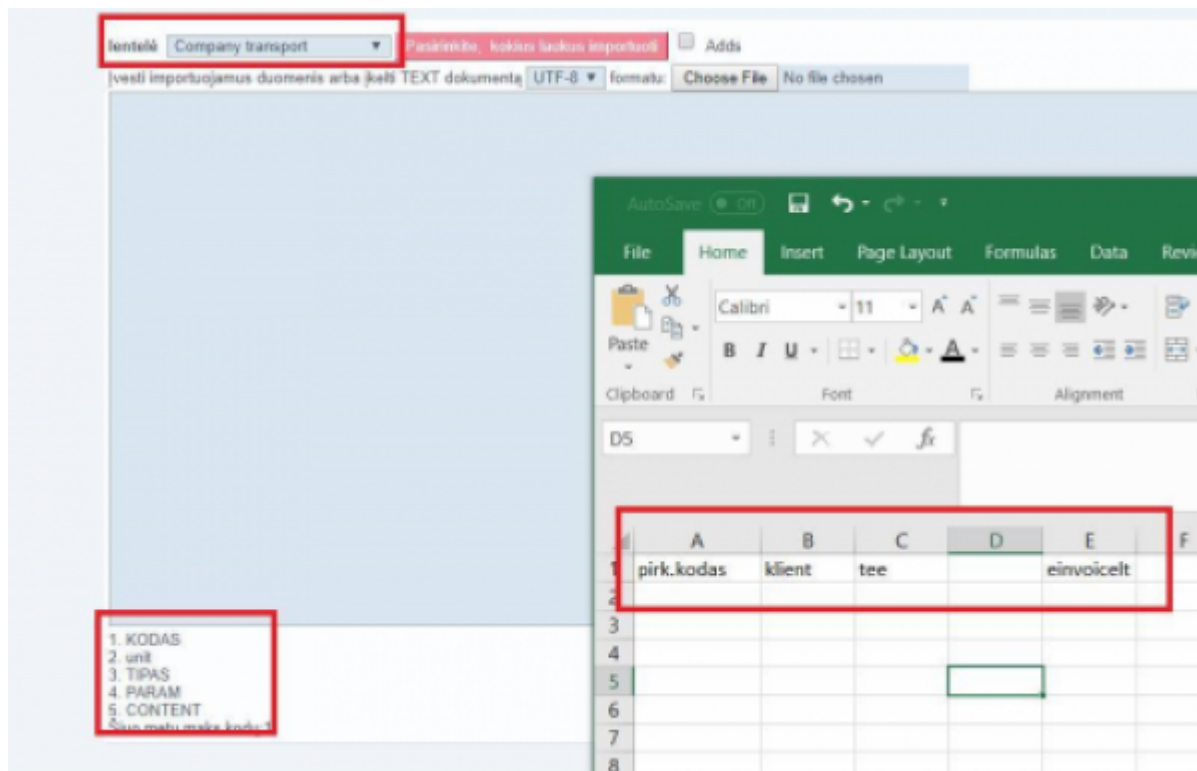 lentelė Company transport Pasirinkite, kokius laukus importuoti Adds
Įvesti importuojamus duomenis arba įkelti TEXT dokumentą UTF-8 formatu: Choose File No file chosen
AutoSave Off
File Home Insert Page Layout Formulas Data Revi
Calibri 11 A A
Paste B I U A
Clipboard Font Alignment
D5 fx
A B C D E F
1 pirk.kodas klient tee einvoicelt
2
3
4
5
6
7
8
1. KODAS
2. unit
3. TIPAS
4. PARAM
5. CONTENT
Šiuo metu